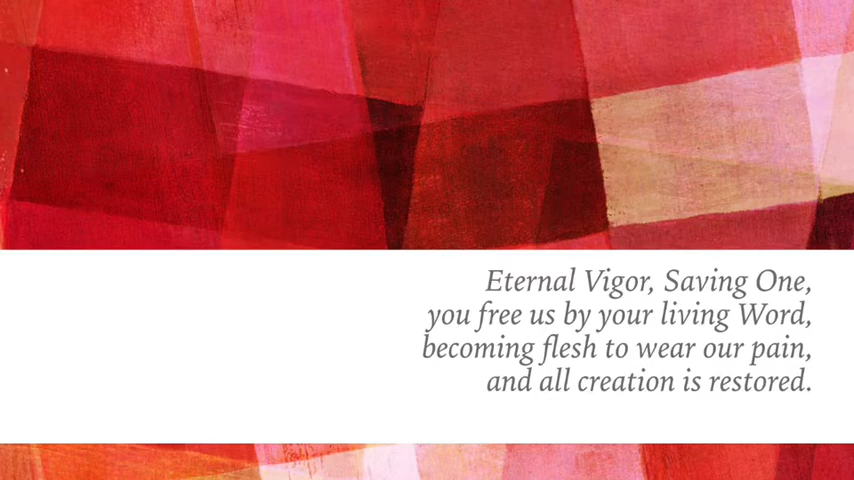 Eternal Vigor, Saving One,
you free us by your living Word,
becoming flesh to wear our pain,
and all creation is restored.